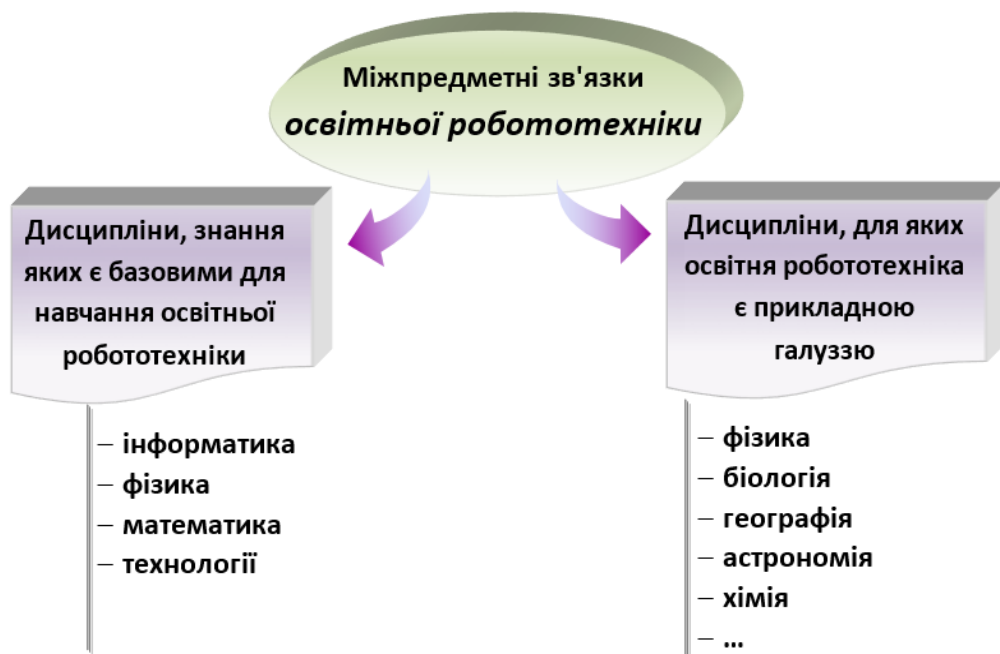 Міжпредметні зв'язки
освітньої робототехніки
Дисципліни, знання
яких є базовими для
навчання освітньої
робототехніки
– інформатика
– фізика
– математика
– технології
Дисципліни, для яких
освітня робототехніка
є прикладною
галуззю
– фізика
– біологія
– географія
– астрономія
– хімія
– ...